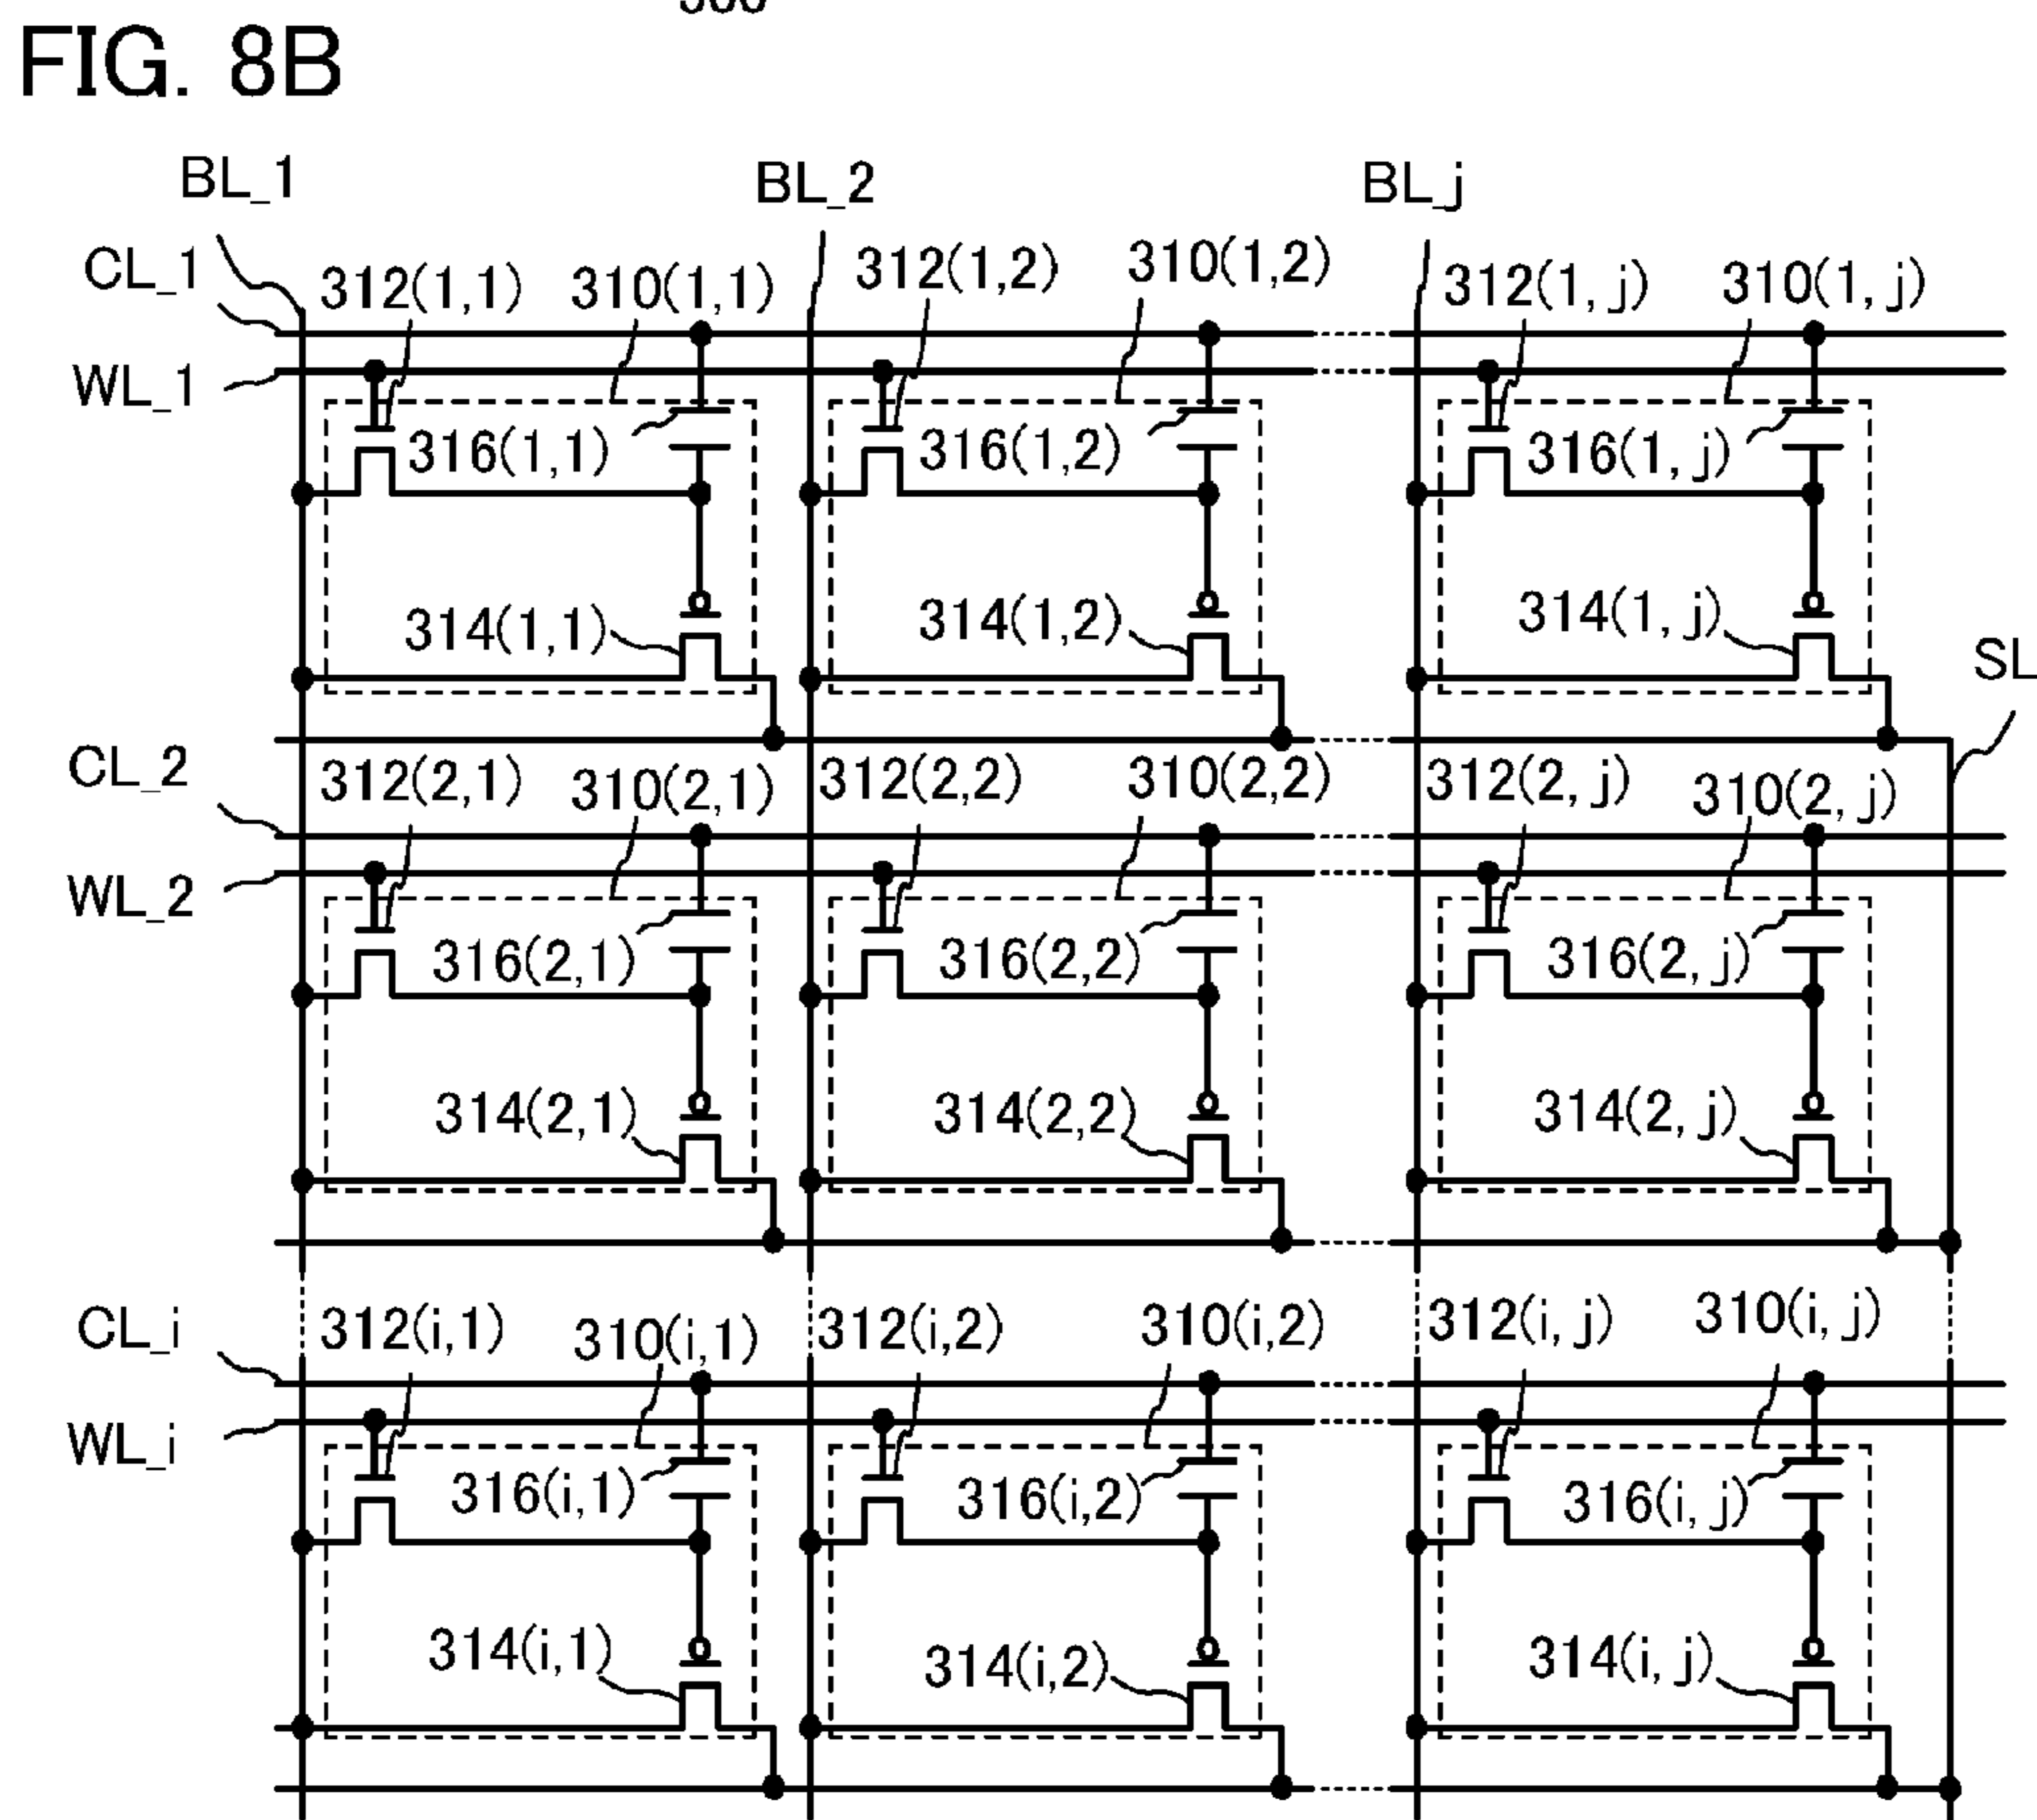 FIG. 8B
BL_1
BL_2
BL_j
CL_1
312(1,1)
310(1,1)
312(1,2)
310(1,2)
312(1, j)
310(1, j)
WL_1
316(1,1)
316(1,2)
316(1, j)
314(1,1)
314(1,2)
314(1, j)
SL
CL_2
312(2,1)
310(2,1)
312(2,2)
310(2,2)
312(2, j)
310(2, j)
WL_2
316(2,1)
316(2,2)
316(2, j)
314(2,1)
314(2,2)
314(2, j)
CL_i
312(i,1)
310(i,1)
312(i,2)
310(i,2)
312(i, j)
310(i, j)
WL_i
316(i,1)
316(i,2)
316(i, j)
314(i,1)
314(i,2)
314(i, j)